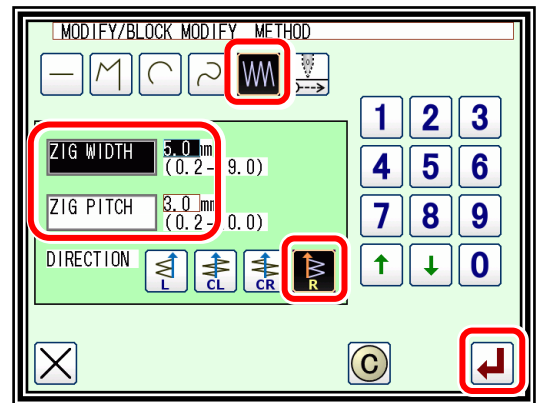 MODIFY/BLOCK MODIFY METHOD
1 2 3
ZIG WIDTH 5.0 mm
(0.2- 9.0)
4 5 6
ZIG PITCH 3.0 mm
(0.2- 0.0)
7 8 9
DIRECTION L CL CR R
↑ ↓ 0
C